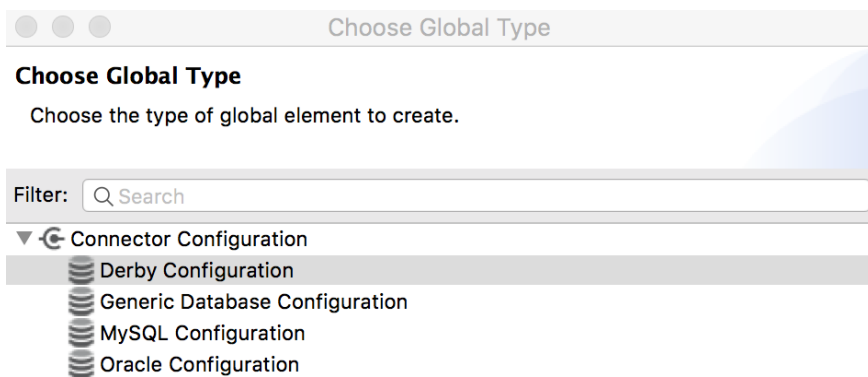 Choose Global Type
Choose Global Type
Choose the type of global element to create.
Filter: Search
Connector Configuration
Derby Configuration
Generic Database Configuration
MySQL Configuration
Oracle Configuration